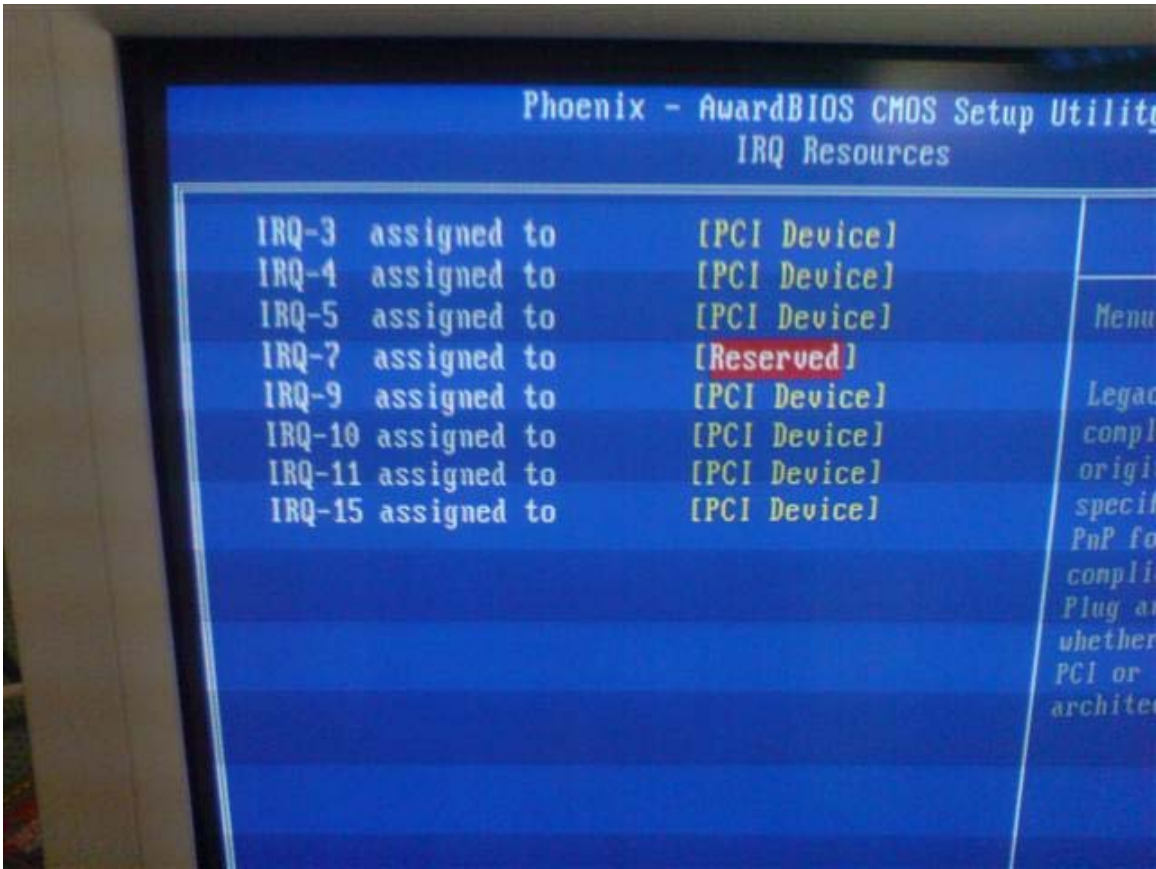 Phoenix - AwardBIOS CMOS Setup Utility
IRQ Resources
IRQ-3 assigned to [PCI Device]
IRQ-4 assigned to [PCI Device]
IRQ-5 assigned to [PCI Device]
IRQ-7 assigned to [Reserved]
IRQ-9 assigned to [PCI Device]
IRQ-10 assigned to [PCI Device]
IRQ-11 assigned to [PCI Device]
IRQ-15 assigned to [PCI Device]
Menu
Legac
compl
origi
specif
PnP fo
complia
Plug a
whether
PCI or
architec